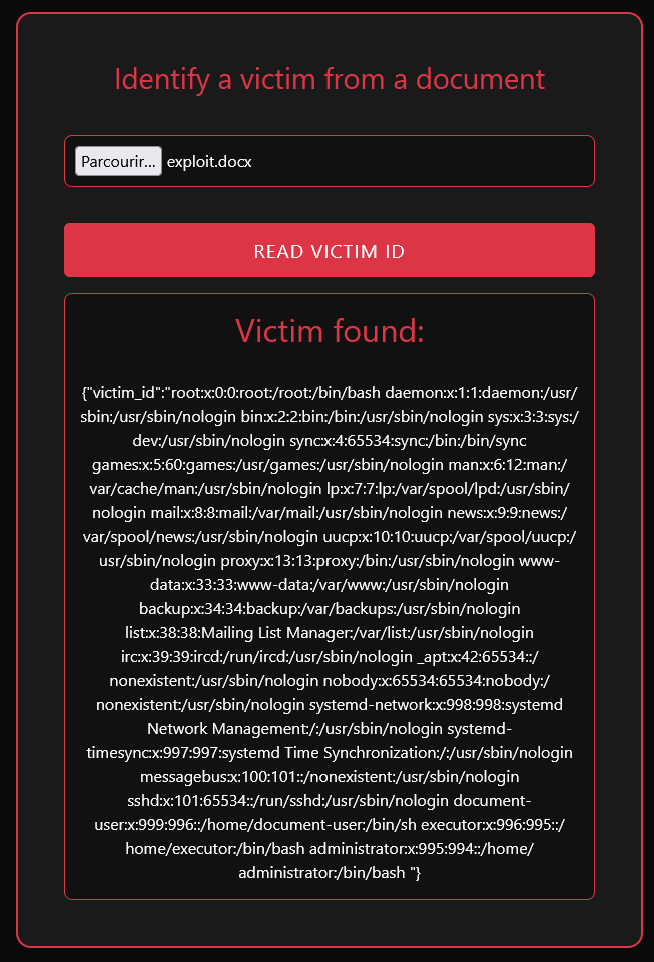 Identify a victim from a document
Parcourir... exploit.docx
READ VICTIM ID
Victim found:
{"victim_id":"root:x:0:0:root:/root:/bin/bash daemon:x:1:1:daemon:/usr/
sbin:/usr/sbin/nologin bin:x:2:2:bin:/bin:/usr/sbin/nologin sys:x:3:3:sys:/
dev:/usr/sbin/nologin sync:x:4:65534:sync:/bin:/bin/sync
games:x:5:60:games:/usr/games:/usr/sbin/nologin man:x:6:12:man:/
var/cache/man:/usr/sbin/nologin lp:x:7:7:lp:/var/spool/lpd:/usr/sbin/
nologin mail:x:8:8:mail:/var/mail:/usr/sbin/nologin news:x:9:9:news:/
var/spool/news:/usr/sbin/nologin uucp:x:10:10:uucp:/var/spool/uucp:/
usr/sbin/nologin proxy:x:13:13:proxy:/bin:/usr/sbin/nologin www-
data:x:33:33:www-data:/var/www:/usr/sbin/nologin
backup:x:34:34:backup:/var/backups:/usr/sbin/nologin
list:x:38:38:Mailing List Manager:/var/list:/usr/sbin/nologin
irc:x:39:39:ircd:/run/ircd:/usr/sbin/nologin _apt:x:42:65534::/
nonexistent:/usr/sbin/nologin nobody:x:65534:65534:nobody:/
nonexistent:/usr/sbin/nologin systemd-network:x:998:998:systemd
Network Management:/:/usr/sbin/nologin systemd-
timesync:x:997:997:systemd Time Synchronization:/:/usr/sbin/nologin
messagebus:x:100:101::/nonexistent:/usr/sbin/nologin
sshd:x:101:65534::/run/sshd:/usr/sbin/nologin document-
user:x:999:996::/home/document-user:/bin/sh executor:x:996:995::/
home/executor:/bin/bash administrator:x:995:994::/home/
administrator:/bin/bash "}